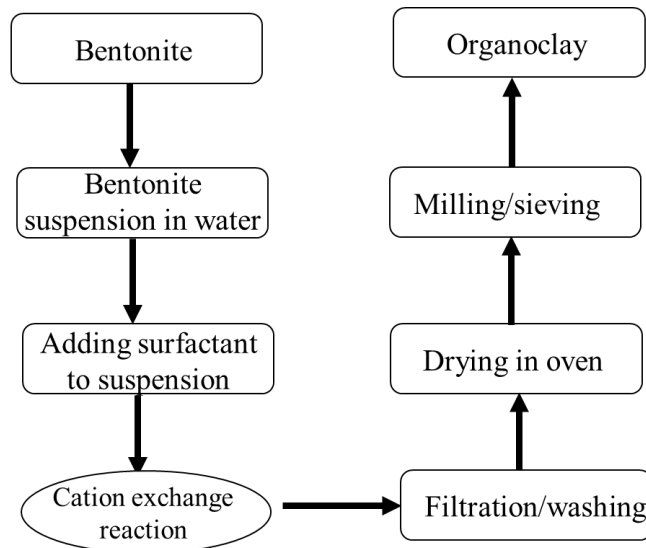 Bentonite
Bentonite
suspension in water
Adding surfactant
to suspension
Cation exchange
reaction
Filtration/washing
Drying in oven
Milling/sieving
Organoclay